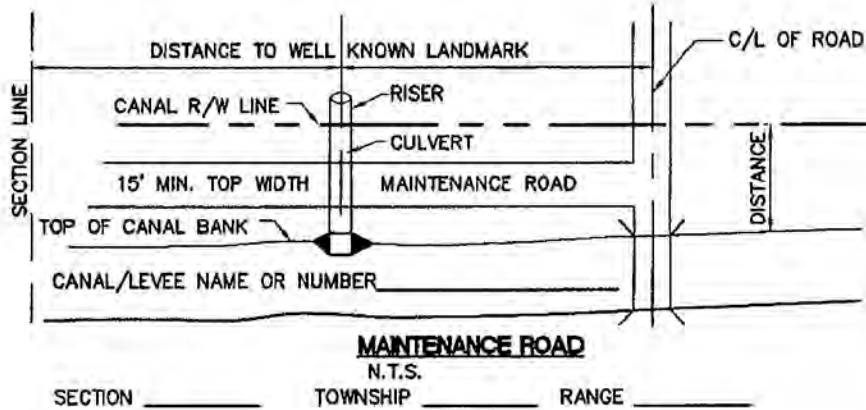 DISTANCE TO WELL KNOWN LANDMARK
C/L OF ROAD
RISER
CANAL R/W LINE
SECTION LINE
CULVERT
15' MIN. TOP WIDTH
MAINTENANCE ROAD
DISTANCE
TOP OF CANAL BANK
CANAL/LEVEE NAME OR NUMBER
MAINTENANCE ROAD
N.T.S.
SECTION TOWNSHIP RANGE